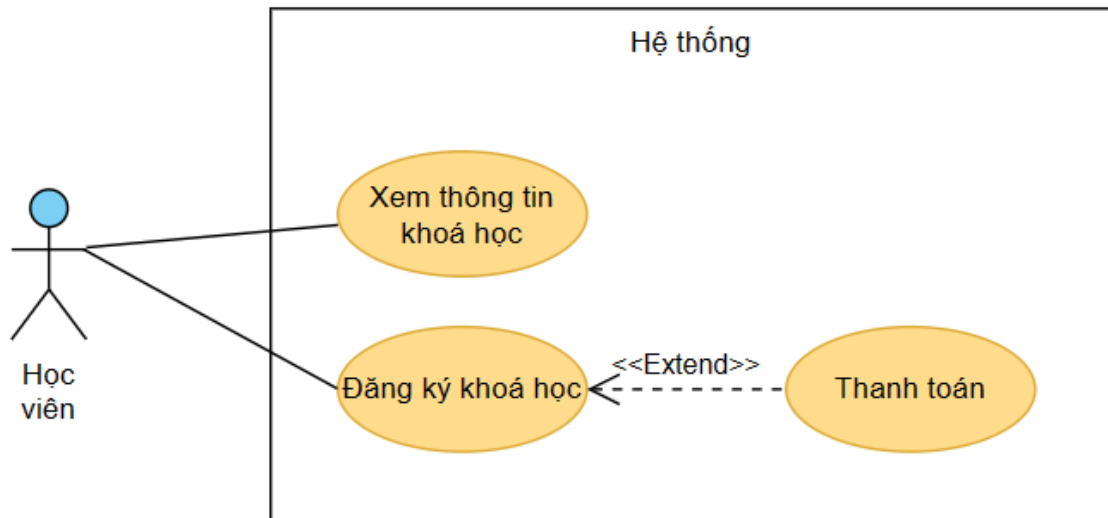 Hệ thống
Xem thông tin
khoá học
Học
viên
Đăng ký khoá học
<<Extend>>
Thanh toán